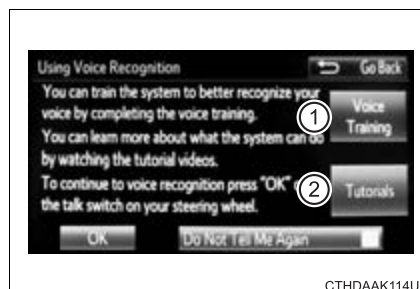 Using Voice Recognition
Go Back
You can train the system to better recognize your
voice by completing the voice training.
You can learn more about what the system can do
by watching the tutorial videos.
To continue to voice recognition press "OK"
the talk switch on your steering wheel.
1
Voice
Training
2
Tutorials
OK
Do Not Tell Me Again
CTHDAAK114U